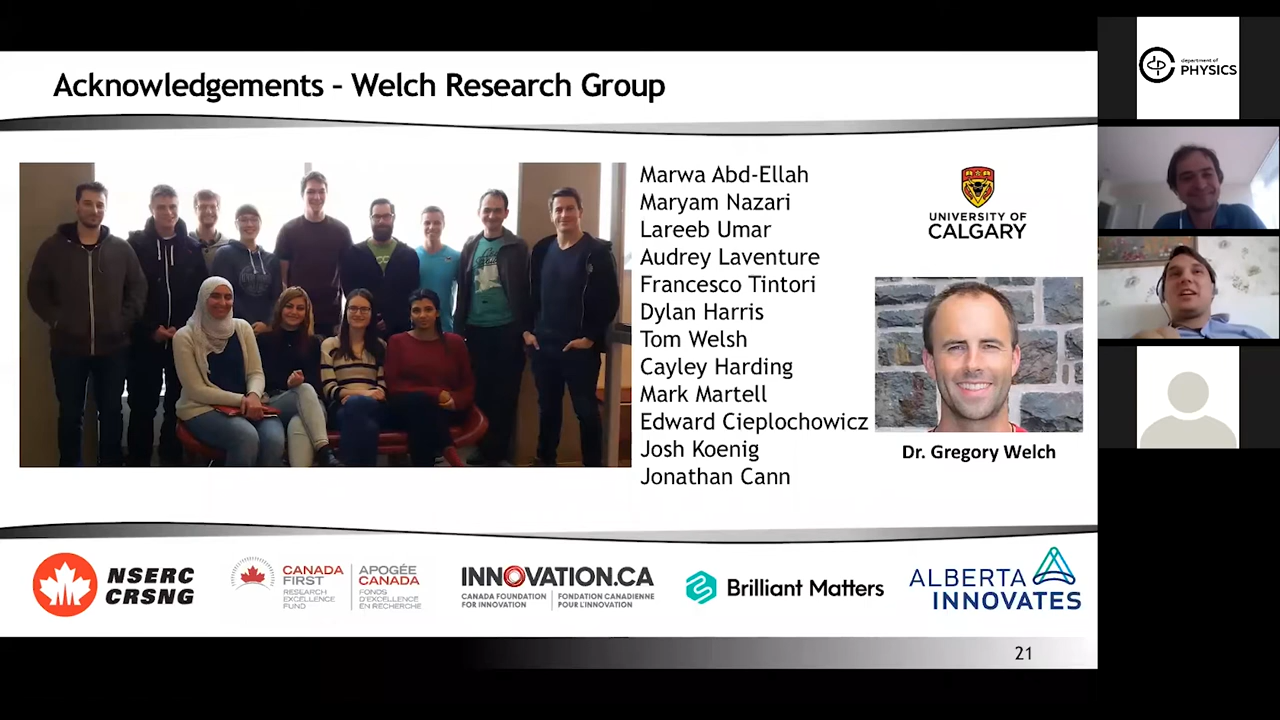 Acknowledgements - Welch Research Group
Marwa Abd-Ellah
Maryam Nazari
Lareeb Umar
Audrey Laventure
Francesco Tintori
Dylan Harris
Tom Welsh
Cayley Harding
Mark Martell
Edward Cieplochowicz
Josh Koenig
Jonathan Cann
UNIVERSITY OF
CALGARY
Dr. Gregory Welch
NSERC
CRSNG
CANADA
FIRST
RESEARCH
EXCELLENCE
FUND
APOGÉE
CANADA
FONDS
D'EXCELLENCE
EN RECHERCHE
INNOVATION.CA
CANADA FOUNDATION
FOR INNOVATION
FONDATION CANADIENNE
POUR L'INNOVATION
Brilliant Matters
ALBERTA
INNOVATES
21
department of
PHYSICS